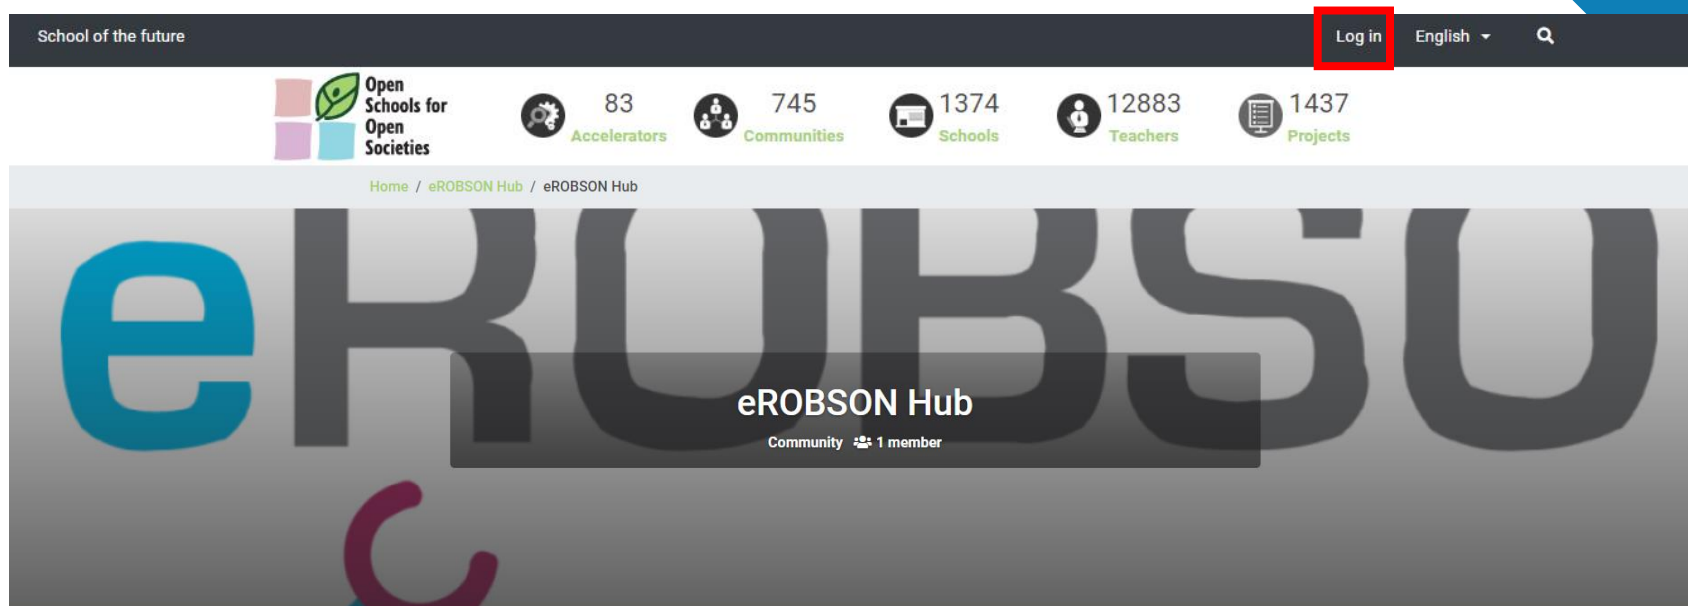 School of the future
Log in
English
Open
Schools for
Open
Societies
83
Accelerators
745
Communities
1374
Schools
12883
Teachers
1437
Projects
Home / eROBSON Hub / eROBSON Hub
eROBSO
eROBSON Hub
Community 1 member